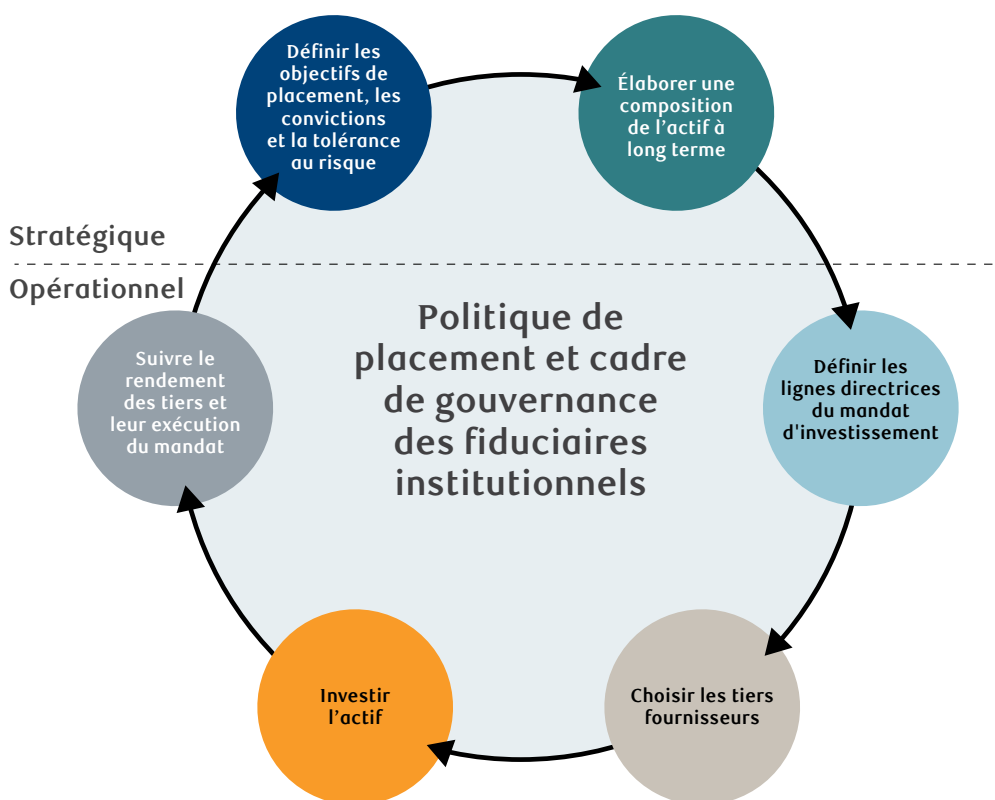 Définir les
objectifs de
placement, les
convictions
et la tolérance
au risque
Élaborer une
composition
de l'actif à
long terme
Stratégique
Opérationnel
Politique de
placement et cadre
de gouvernance
des fiduciaires
institutionnels
Suivre le
rendement
des tiers et
leur exécution
du mandat
Définir les
lignes directrices
du mandat
d'investissement
Investir
l'actif
Choisir les tiers
fournisseurs